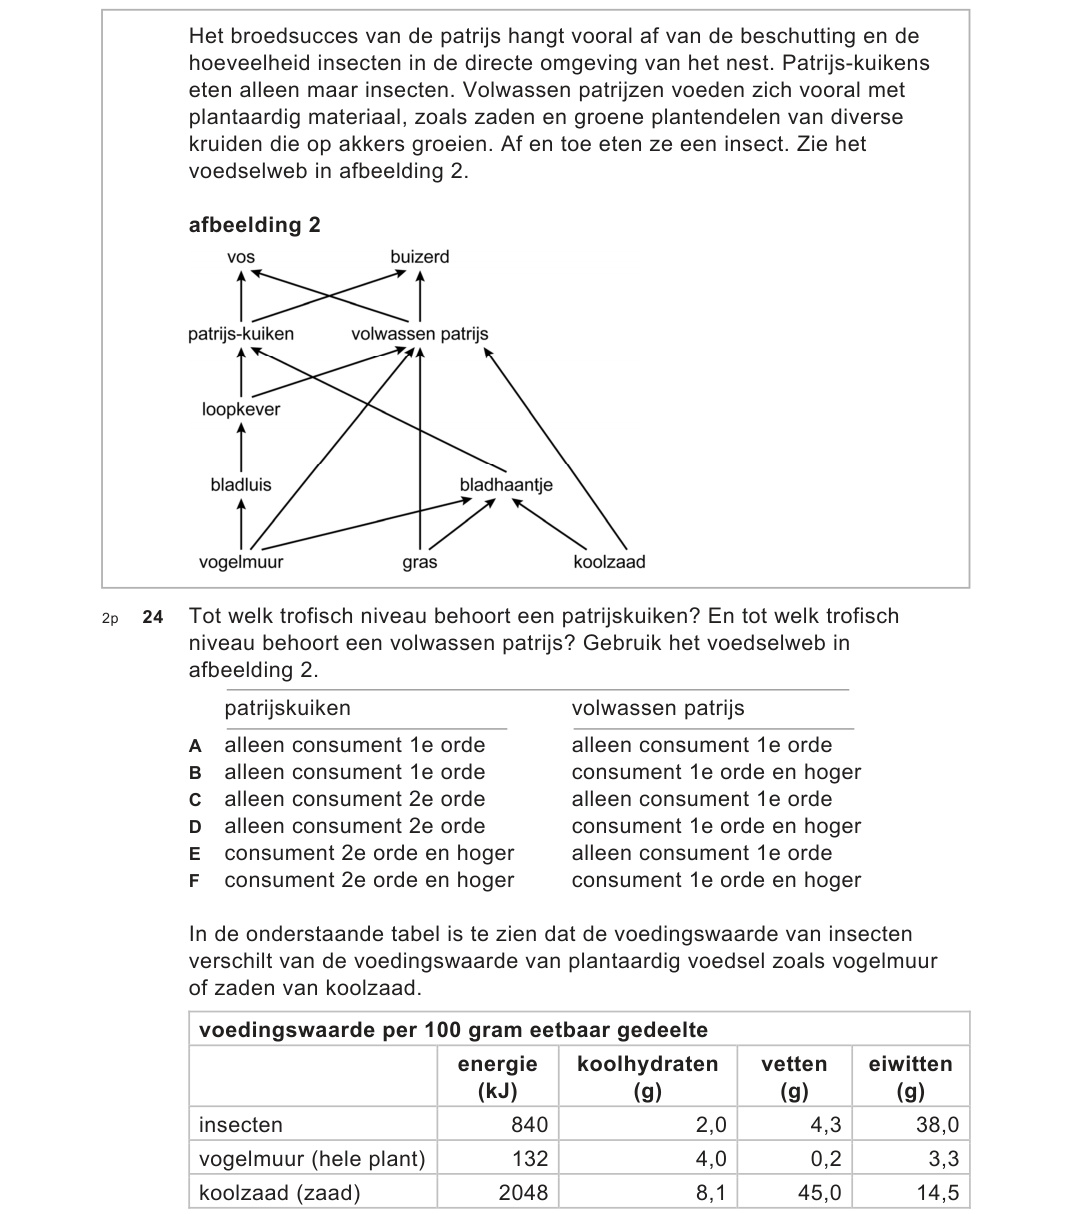 Het broedsucces van de patrijs hangt vooral af van de beschutting en de
hoeveelheid insecten in de directe omgeving van het nest. Patrijs-kuikens
eten alleen maar insecten. Volwassen patrijzen voeden zich vooral met
plantaardig materiaal, zoals zaden en groene plantendelen van diverse
kruiden die op akkers groeien. Af en toe eten ze een insect. Zie het
voedselweb in afbeelding 2.
afbeelding 2
vos buizerd
patrijs-kuiken volwassen patrijs
loopkever
bladluis bladhaantje
vogelmuur gras koolzaad
2p 24 Tot welk trofisch niveau behoort een patrijskuiken? En tot welk trofisch
niveau behoort een volwassen patrijs? Gebruik het voedselweb in
afbeelding 2.
patrijskuiken volwassen patrijs
A alleen consument 1e orde alleen consument 1e orde
B alleen consument 1e orde consument 1e orde en hoger
C alleen consument 2e orde alleen consument 1e orde
D alleen consument 2e orde consument 1e orde en hoger
E consument 2e orde en hoger alleen consument 1e orde
F consument 2e orde en hoger consument 1e orde en hoger
In de onderstaande tabel is te zien dat de voedingswaarde van insecten
verschilt van de voedingswaarde van plantaardig voedsel zoals vogelmuur
of zaden van koolzaad.
voedingswaarde per 100 gram eetbaar gedeelte
energie koolhydraten vetten eiwitten
(kJ) (g) (g) (g)
insecten 840 2,0 4,3 38,0
vogelmuur (hele plant) 132 4,0 0,2 3,3
koolzaad (zaad) 2048 8,1 45,0 14,5